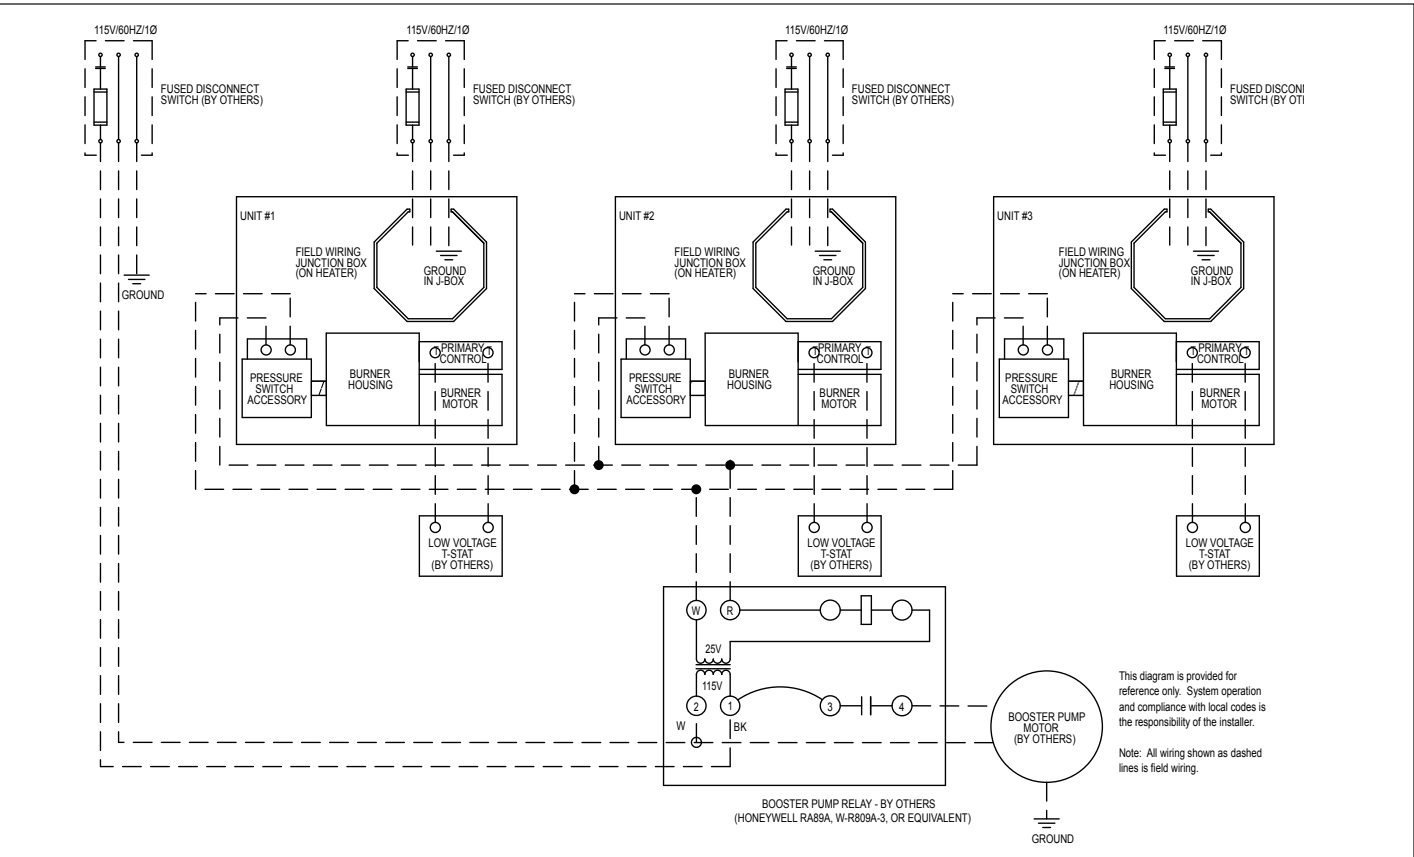 115V/60HZ/1Ø
115V/60HZ/1Ø
115V/60HZ/1Ø
115V/60HZ/1Ø
FUSED DISCONNECT
SWITCH (BY OTHERS)
FUSED DISCONNECT
SWITCH (BY OTHERS)
FUSED DISCONNECT
SWITCH (BY OTHERS)
FUSED DISCON
SWITCH (BY OT
GROUND
UNIT #1
FIELD WIRING
JUNCTION BOX
(ON HEATER)
GROUND
IN J-BOX
PRESSURE
SWITCH
ACCESSORY
BURNER
HOUSING
T
PRIMARY
T
CONTROL
BURNER
MOTOR
LOW VOLTAGE
T-STAT
(BY OTHERS)
UNIT #2
FIELD WIRING
JUNCTION BOX
(ON HEATER)
GROUND
IN J-BOX
PRESSURE
SWITCH
ACCESSORY
BURNER
HOUSING
T
PRIMARY
T
CONTROL
BURNER
MOTOR
LOW VOLTAGE
T-STAT
(BY OTHERS)
UNIT #3
FIELD WIRING
JUNCTION BOX
(ON HEATER)
GROUND
IN J-BOX
PRESSURE
SWITCH
ACCESSORY
BURNER
HOUSING
T
PRIMARY
T
CONTROL
BURNER
MOTOR
LOW VOLTAGE
T-STAT
(BY OTHERS)
W
R
25V
115V
2
1
3
4
W
BK
BOOSTER PUMP
MOTOR
(BY OTHERS)
GROUND
BOOSTER PUMP RELAY - BY OTHERS
(HONEYWELL RA89A, W-R809A-3, OR EQUIVALENT)
This diagram is provided for
reference only. System operation
and compliance with local codes is
the responsibility of the installer.
Note: All wiring shown as dashed
lines is field wiring.